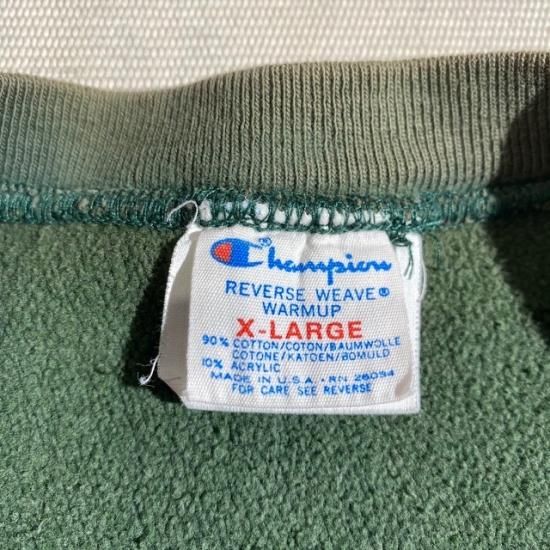 Champion®
REVERSE WEAVE®
WARMUP
X-LARGE
90% COTTON/COTON/BAUMWOLLE
COTONE/KATOEN/BOMULD
10% ACRYLIC
MADE IN U.S.A. • RN 26094
FOR CARE SEE REVERSE